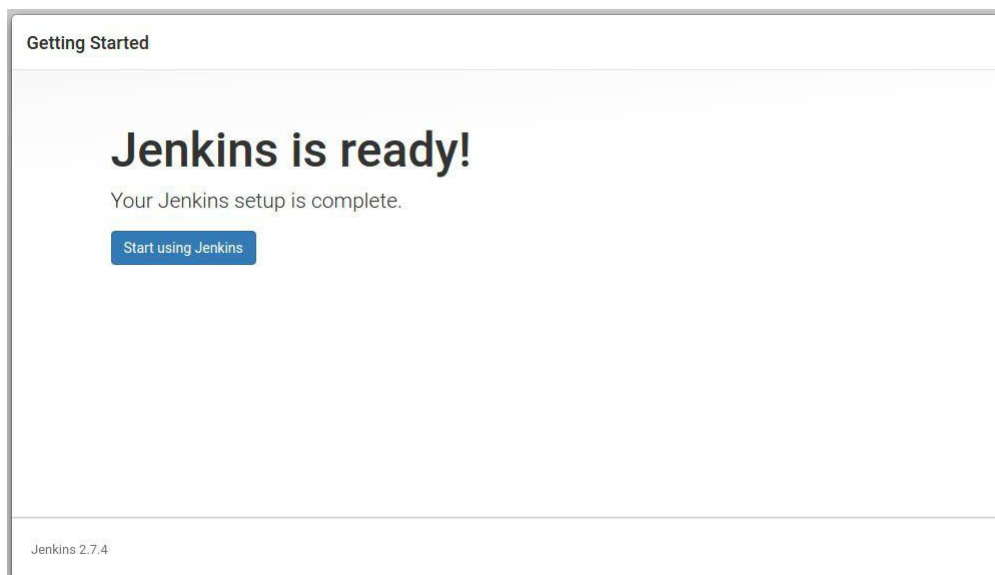 Getting Started
Jenkins is ready!
Your Jenkins setup is complete.
Start using Jenkins
Jenkins 2.7.4